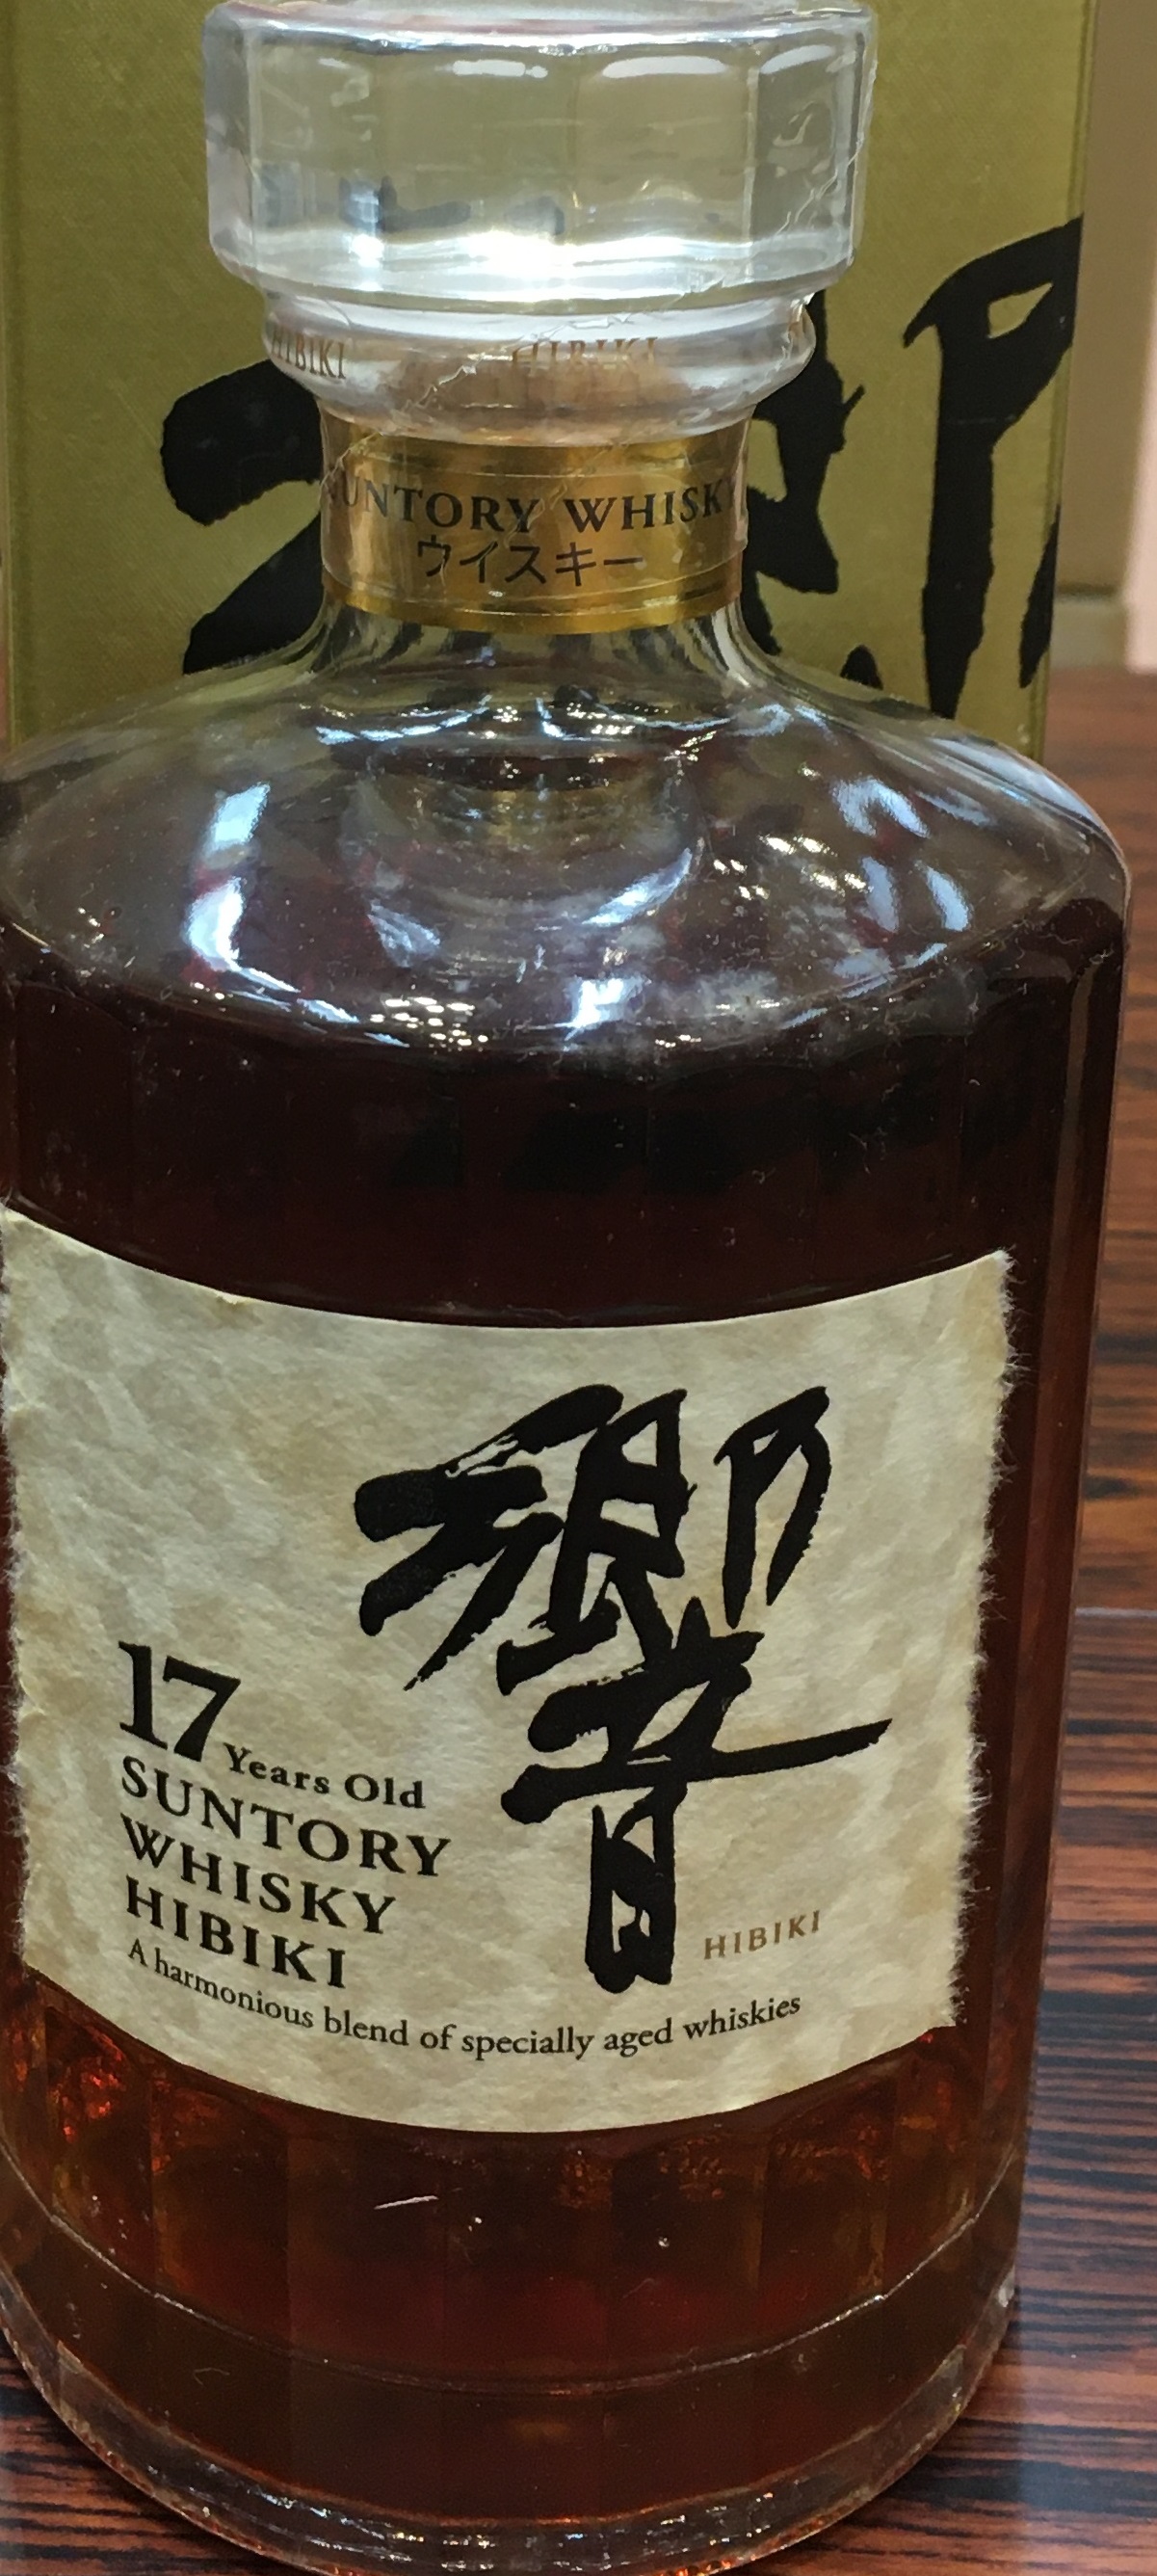 HIBIKI HIBIKI
SUNTORY WHISKY
ウイスキー
響
17 Years Old
SUNTORY
WHISKY
HIBIKI
HIBIKI
A harmonious blend of specially aged whiskies